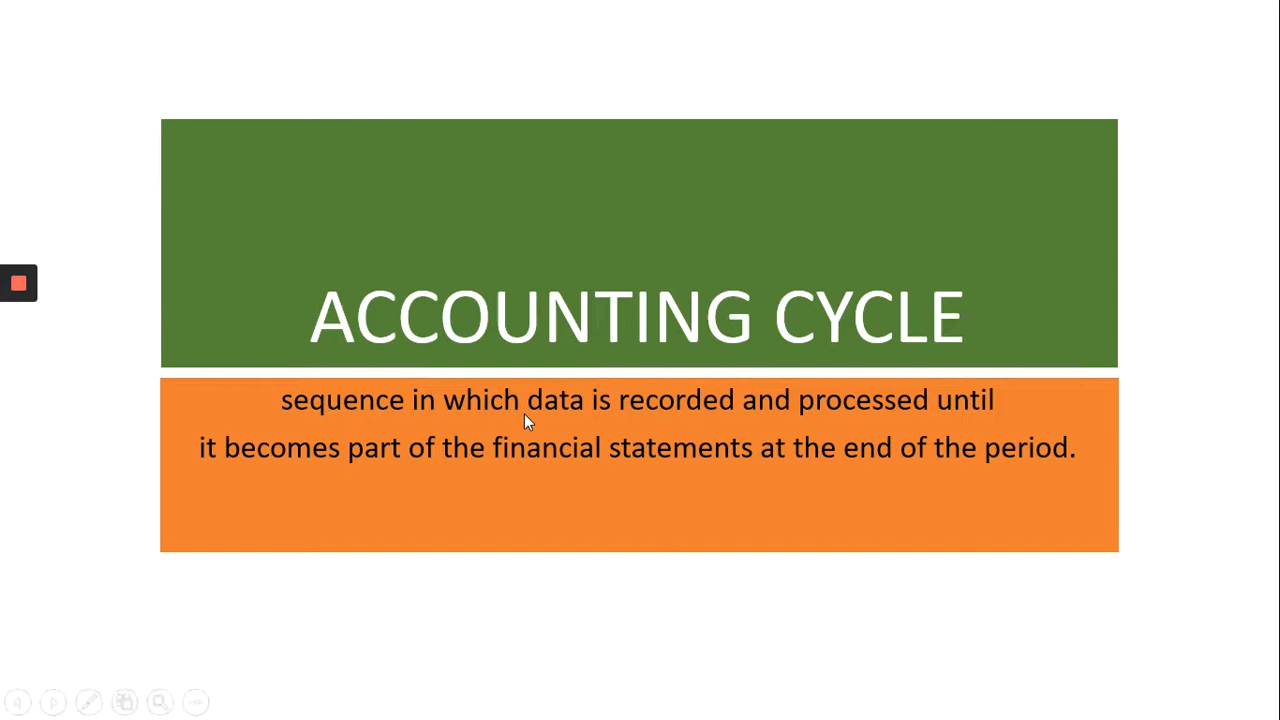 ACCOUNTING CYCLE
sequence in which data is recorded and processed until
it becomes part of the financial statements at the end of the period.